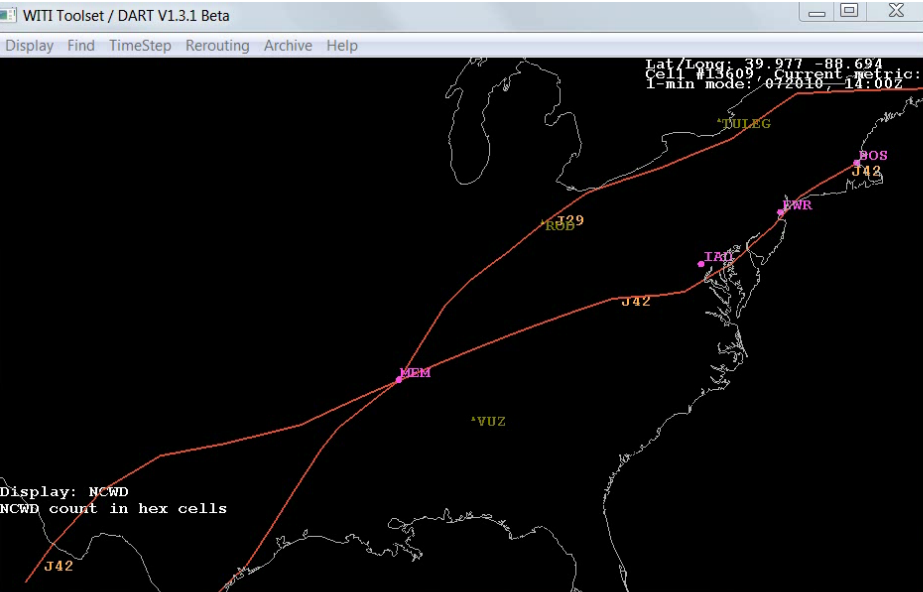 WITI Toolset / DART V1.3.1 Beta
Display Find TimeStep Rerouting Archive Help
Lat/Long: 39.977 -88.694
Cell #13609, Current metric:
1-min mode: 072010, 14:00Z
TULEG
BOS
J42
EWR
J29
ROD
IAD
J42
MEM
VUZ
Display: NCWD
NCWD count in hex cells
J42